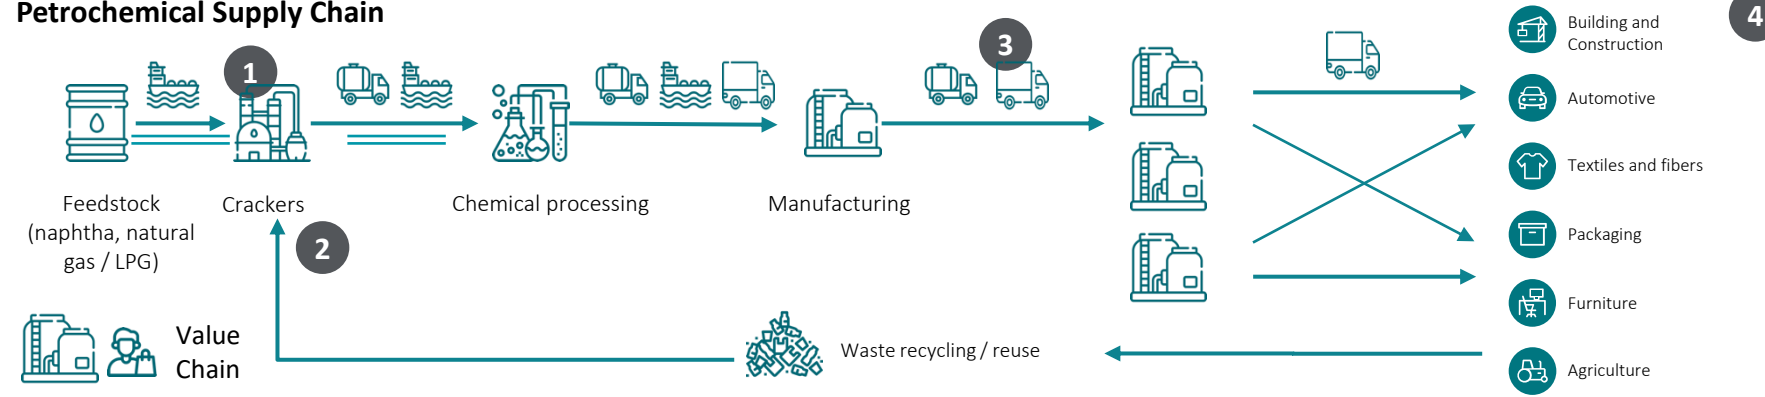 Petrochemical Supply Chain
1
3
4
Building and
Construction
Automotive
Textiles and fibers
Feedstock
(naphtha, natural
gas / LPG)
Crackers
Chemical processing
Manufacturing
2
Packaging
Furniture
Value
Chain
Waste recycling / reuse
Agriculture